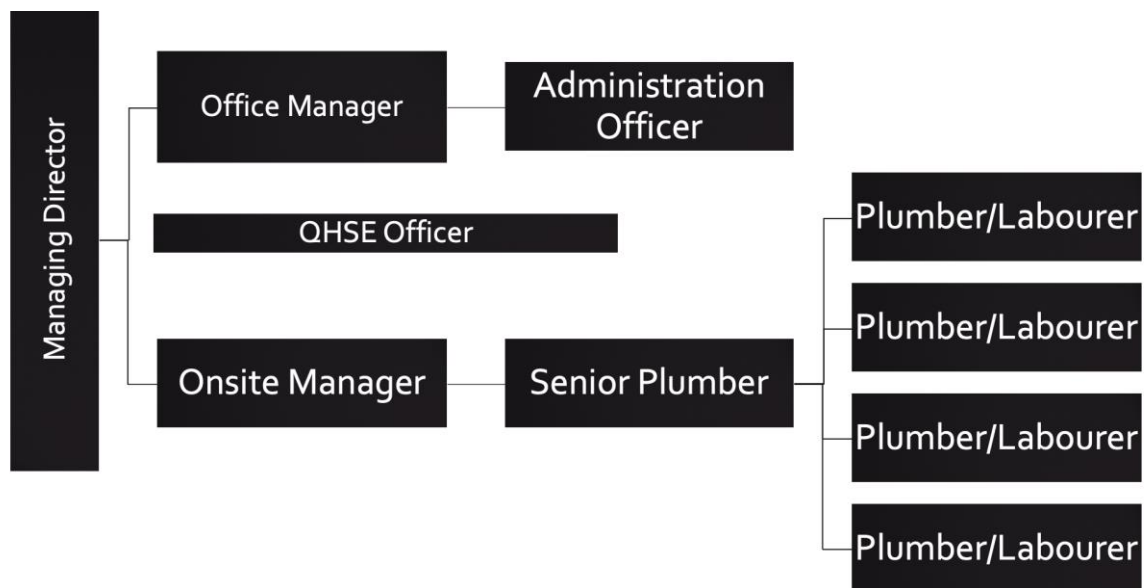 Managing Director
Office Manager
Administration
Officer
QHSE Officer
Onsite Manager
Senior Plumber
Plumber/Labourer
Plumber/Labourer
Plumber/Labourer
Plumber/Labourer